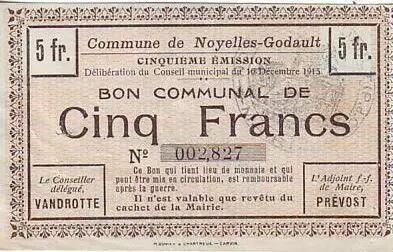 5 fr.
Commune de Noyelles-Godault
5 fr.
CINQUIÈME ÉMISSION
Délibération du Conseil municipal du 10 Décembre 1915
BON COMMUNAL DE
Cinq Francs
No 002,827
Ce Bon qui tient lieu de monnaie et qui
peut être mis en circulation, est remboursable
après la guerre.
Il n'est valable que revêtu du
cachet de la Mairie.
Le Conseiller
délégué,
VANDROTTE
L'Adjoint f.f.
de Maire,
PRÉVOST